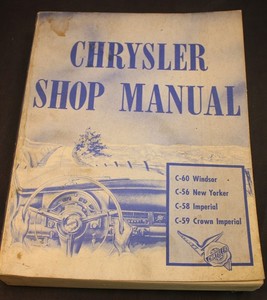 CHRYSLER
SHOP MANUAL
C-60 Windsor
C-56 New Yorker
C-58 Imperial
C-59 Crown Imperial